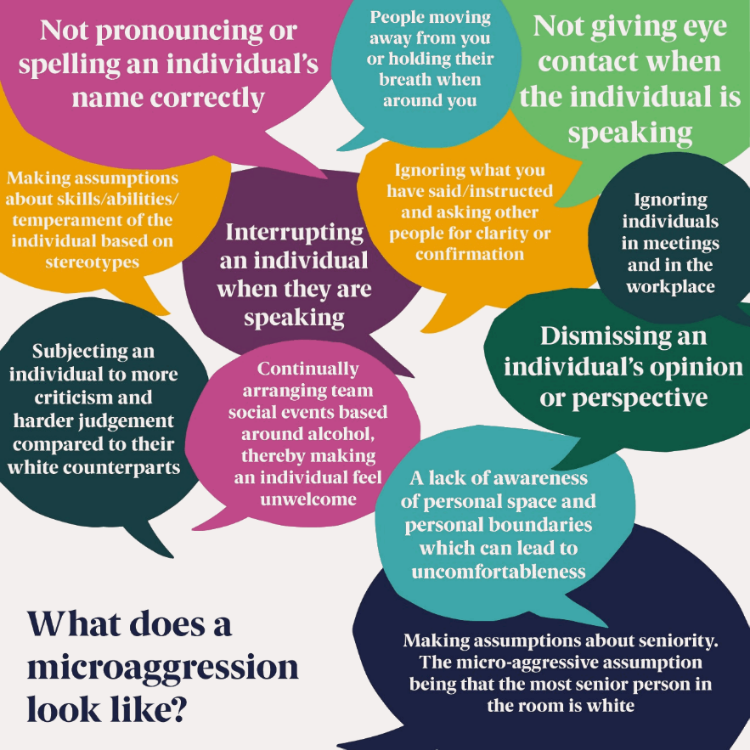 Not pronouncing or
spelling an individual's
name correctly
People moving
away from you
or holding their
breath when
around you
Not giving eye
contact when
the individual is
speaking
Making assumptions
about skills/abilities/
temperament of the
individual based on
stereotypes
Interrupting
an individual
when they are
speaking
Ignoring what you
have said/instructed
and asking other
people for clarity or
confirmation
Ignoring
individuals
in meetings
and in the
workplace
Subjecting an
individual to more
criticism and
harder judgement
compared to their
white counterparts
Continually
arranging team
social events based
around alcohol,
thereby making
an individual feel
unwelcome
Dismissing an
individual's opinion
or perspective
A lack of awareness
of personal space and
personal boundaries
which can lead to
uncomfortableness
What does a
microaggression
look like?
Making assumptions about seniority.
The micro-aggressive assumption
being that the most senior person in
the room is white